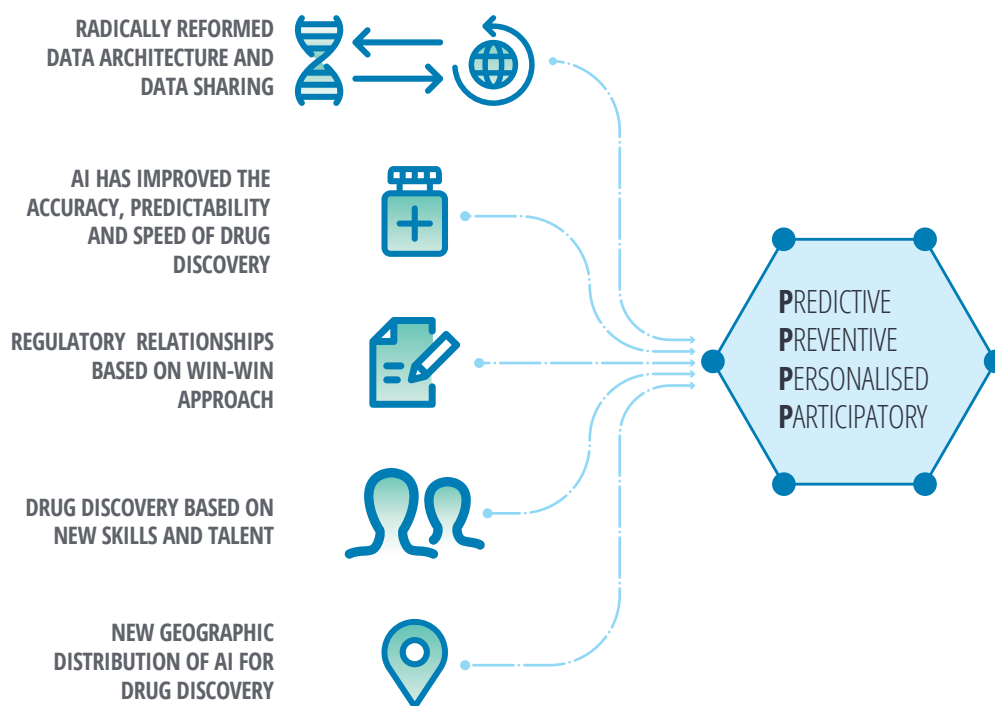 RADICALLY REFORMED
DATA ARCHITECTURE AND
DATA SHARING
AI HAS IMPROVED THE
ACCURACY, PREDICTABILITY
AND SPEED OF DRUG
DISCOVERY
REGULATORY RELATIONSHIPS
BASED ON WIN-WIN
APPROACH
DRUG DISCOVERY BASED ON
NEW SKILLS AND TALENT
NEW GEOGRAPHIC
DISTRIBUTION OF AI FOR
DRUG DISCOVERY
PREDICTIVE
PREVENTIVE
PERSONALISED
PARTICIPATORY